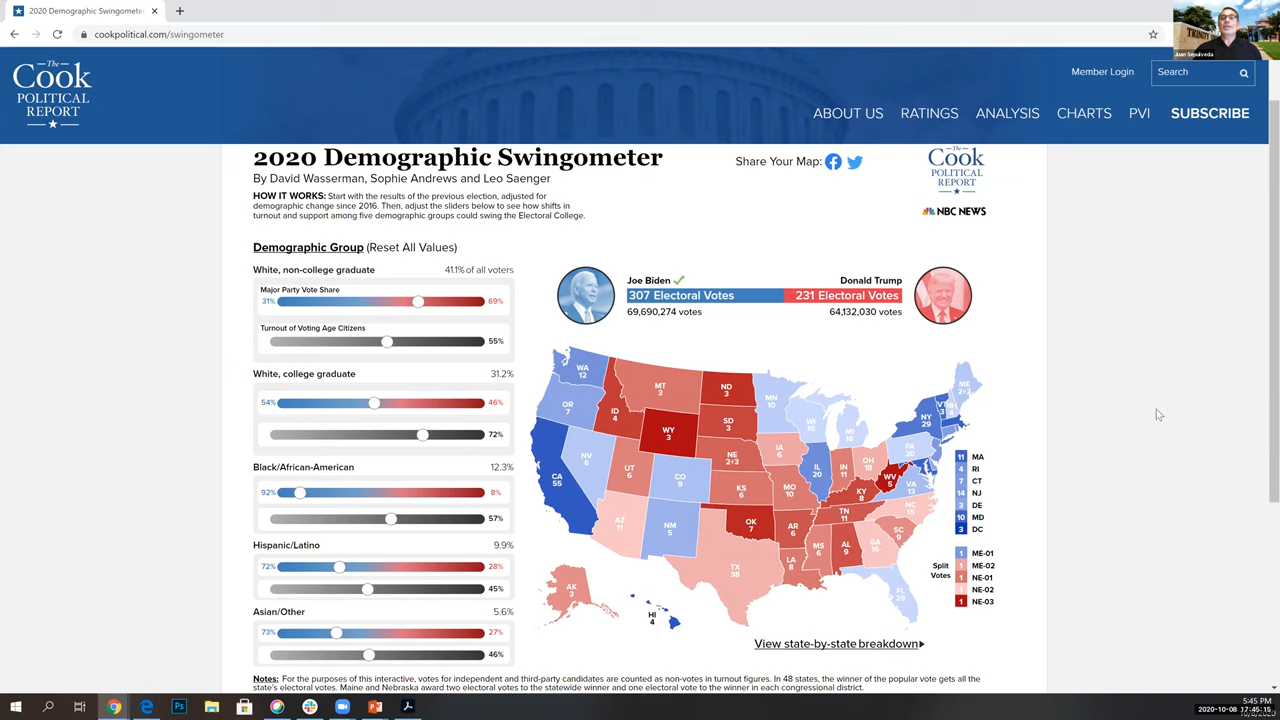 2020 Demographic Swingometer
cookpolitical.com/swingometer
TRINITY
Juan Sepulveda
The
Cook
POLITICAL
REPORT
Member Login
Search
ABOUT US
RATINGS
ANALYSIS
CHARTS
PVI
SUBSCRIBE
2020 Demographic Swingometer
By David Wasserman, Sophie Andrews and Leo Saenger
Share Your Map:
The
Cook
POLITICAL
REPORT
NBC NEWS
HOW IT WORKS: Start with the results of the previous election, adjusted for
demographic change since 2016. Then, adjust the sliders below to see how shifts in
turnout and support among five demographic groups could swing the Electoral College.
Demographic Group (Reset All Values)
White, non-college graduate 41.1% of all voters
Major Party Vote Share
31% 69%
Turnout of Voting Age Citizens
55%
White, college graduate 31.2%
54% 46%
72%
Black/African-American 12.3%
92% 8%
57%
Hispanic/Latino 9.9%
72% 28%
45%
Asian/Other 5.6%
73% 27%
46%
Joe Biden
Donald Trump
307 Electoral Votes
231 Electoral Votes
69,690,274 votes
64,132,030 votes
WA
12
OR
7
CA
55
NV
6
ID
4
MT
3
WY
3
UT
6
AZ
11
CO
9
NM
5
ND
3
SD
3
NE
2+3
KS
6
OK
7
TX
38
MN
10
IA
6
MO
10
AR
6
LA
8
WI
10
IL
20
MI
16
IN
11
OH
18
KY
8
TN
11
MS
6
AL
9
GA
16
FL
29
SC
9
NC
15
VA
13
WV
5
PA
20
NY
29
VT
3
NH
4
ME
2+2
AK
3
HI
4
11 MA
4 RI
7 CT
14 NJ
3 DE
10 MD
3 DC
Split
Votes
1 ME-01
1 ME-02
1 NE-01
1 NE-02
1 NE-03
View state-by-state breakdown
Notes: For the purposes of this interactive, votes for independent and third-party candidates are counted as non-votes in turnout figures. In 48 states, the winner of the popular vote gets all the
state's electoral votes. Maine and Nebraska award two electoral votes to the statewide winner and one electoral vote to the winner in each congressional district.
5:45 PM
2020-10-08 17:45:15